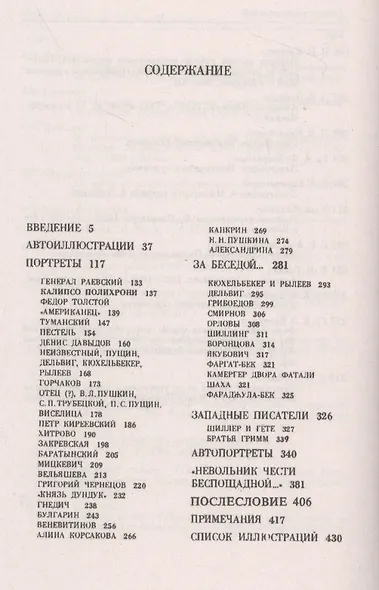 СОДЕРЖАНИЕ
ВВЕДЕНИЕ 5
АВТОИЛЛЮСТРАЦИИ 37
ПОРТРЕТЫ 117
ГЕНЕРАЛ РАЕВСКИЙ 133
КАЛИПСО ПОЛИХРОНИ 137
ФЕДОР ТОЛСТОЙ
«АМЕРИКАНЕЦ» 139
ТУМАНСКИЙ 147
ПЕСТЕЛЬ 154
ДЕНИС ДАВЫДОВ 160
НЕИЗВЕСТНЫЙ, ПУЩИН,
ДЕЛЬВИГ, КЮХЕЛЬБЕКЕР,
РЫЛЕЕВ 168
ГОРЧАКОВ 173
ОТЕЦ (?), В.Л.ПУШКИН,
С.П.ТРУБЕЦКОЙ, П.С.ПУЩИН.
ВИСЕЛИЦА 178
ПЕТР КИРЕЕВСКИЙ 186
ХИТРОВО 190
ЗАКРЕВСКАЯ 198
БАРАТЫНСКИЙ 205
МИЦКЕВИЧ 209
ВЕЛЬЯШЕВА 213
ГРИГОРИЙ ЧЕРНЕЦОВ 220
«КНЯЗЬ ДУНДУК» 232
ГНЕДИЧ 238
БУЛГАРИН 243
ВЕНЕВИТИНОВ 256
АЛИНА КОРСАКОВА 266
КАНКРИН 269
Н.Н.ПУШКИНА 274
АЛЕКСАНДРИНА 279
ЗА БЕСЕДОЙ... 281
КЮХЕЛЬБЕКЕР И РЫЛЕЕВ 293
ДЕЛЬВИГ 295
ГРИБОЕДОВ 299
СМИРНОВ 306
ОРЛОВЫ 308
ШИЛЛИНГ 311
ВОРОНЦОВА 314
ЯКУБОВИЧ 317
ФАРГАТ-БЕК 321
КАМЕРГЕР ДВОРА ФАТАЛИ
ШАХА 321
ФАРАДЖУЛА-БЕК 325
ЗАПАДНЫЕ ПИСАТЕЛИ 326
ШИЛЛЕР И ГЕТЕ 327
БРАТЬЯ ГРИММ 339
АВТОПОРТРЕТЫ 340
«НЕВОЛЬНИК ЧЕСТИ
БЕСПОЩАДНОЙ...» 381
ПОСЛЕСЛОВИЕ 406
ПРИМЕЧАНИЯ 417
СПИСОК ИЛЛЮСТРАЦИЙ 430